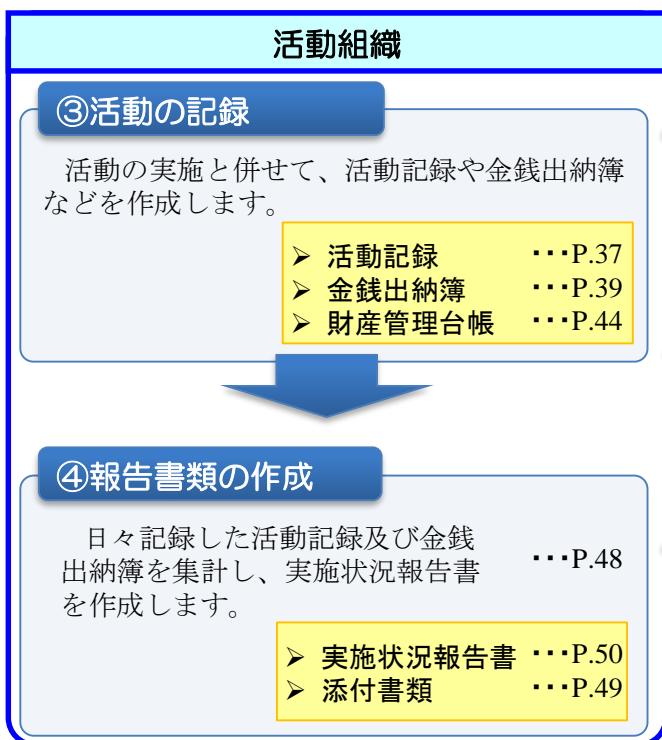 活動組織
③活動の記録
活動の実施と併せて、活動記録や金銭出納簿
などを作成します。
➢ 活動記録 ・・・P.37
➢ 金銭出納簿 ・・・P.39
➢ 財産管理台帳 ・・・P.44
④報告書類の作成
日々記録した活動記録及び金銭
出納簿を集計し、実施状況報告書 ・・・P.48
を作成します。
➢ 実施状況報告書 ・・・P.50
➢ 添付書類 ・・・P.49